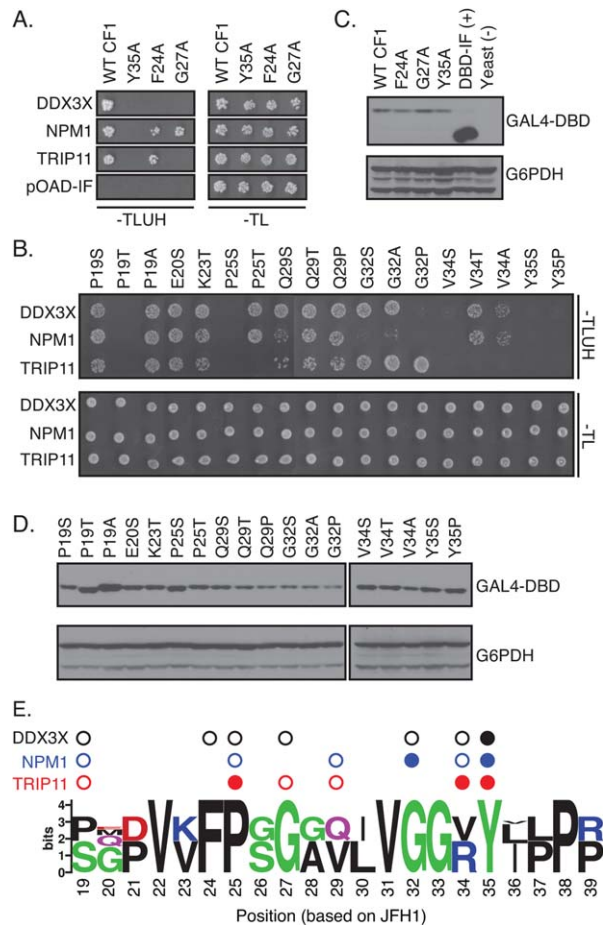 A.
WT CF1 Y35A F24A G27A WT CF1 Y35A F24A G27A
DDX3X
NPM1
TRIP11
pOAD-IF
-TLUH -TL
C.
WT CF1 F24A G27A Y35A DBD-IF (+) Yeast (-)
GAL4-DBD
G6PDH
B.
P19S P19T P19A E20S K23T P25S P25T Q29S Q29T Q29P G32S G32A G32P V34S V34T V34A Y35S Y35P
DDX3X
NPM1
TRIP11
-TLUH
DDX3X
NPM1
TRIP11
-TL
D.
P19S P19T P19A E20S K23T P25S P25T Q29S Q29T Q29P G32S G32A G32P V34S V34T V34A Y35S Y35P
GAL4-DBD
G6PDH
E.
DDX3X
NPM1
TRIP11
bits
4
3
2
1
0
P D V K F P G G G Q I V G G V Y L L P R
S G P V V S A V L R I P P
19 20 21 22 23 24 25 26 27 28 29 30 31 32 33 34 35 36 37 38 39
Position (based on JFH1)